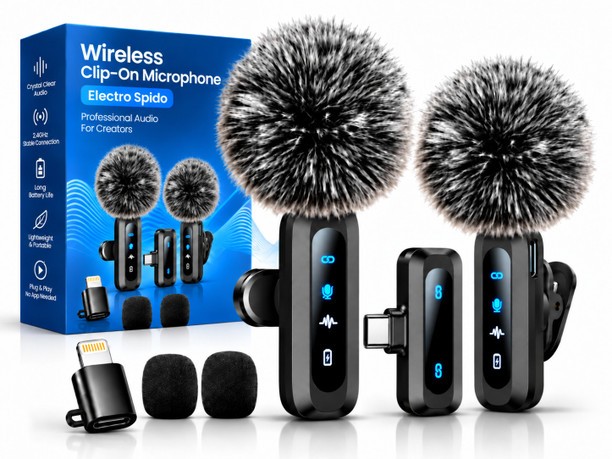 Wireless
Clip-On Microphone
Electro Spido
Professional Audio
For Creators
Crystal Clear
Audio
2.4GHz
Stable Connection
Long
Battery Life
Lightweight
& Portable
Plug & Play
No App Needed